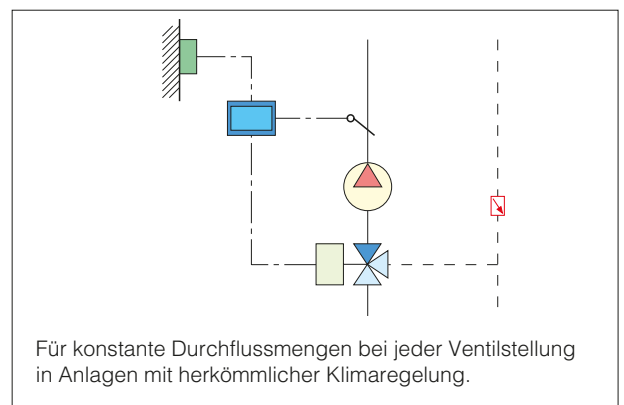 Für konstante Durchflussmengen bei jeder Ventilstellung
in Anlagen mit herkömmlicher Klimaregelung.